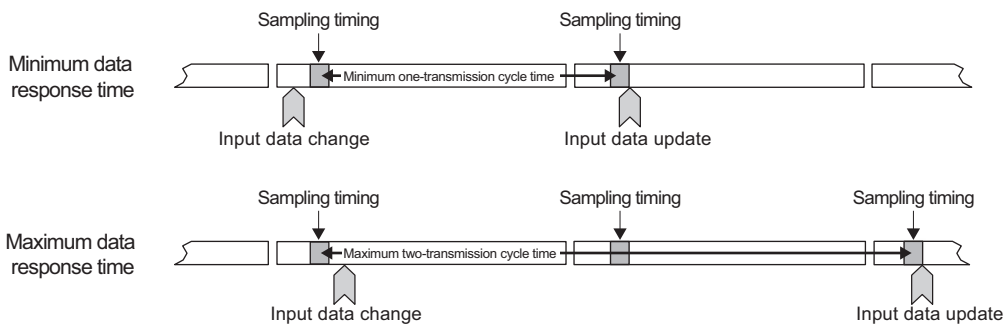 Sampling timing
Sampling timing
Minimum data
response time
Minimum one-transmission cycle time
Input data change
Input data update
Sampling timing
Sampling timing
Sampling timing
Maximum data
response time
Maximum two-transmission cycle time
Input data change
Input data update